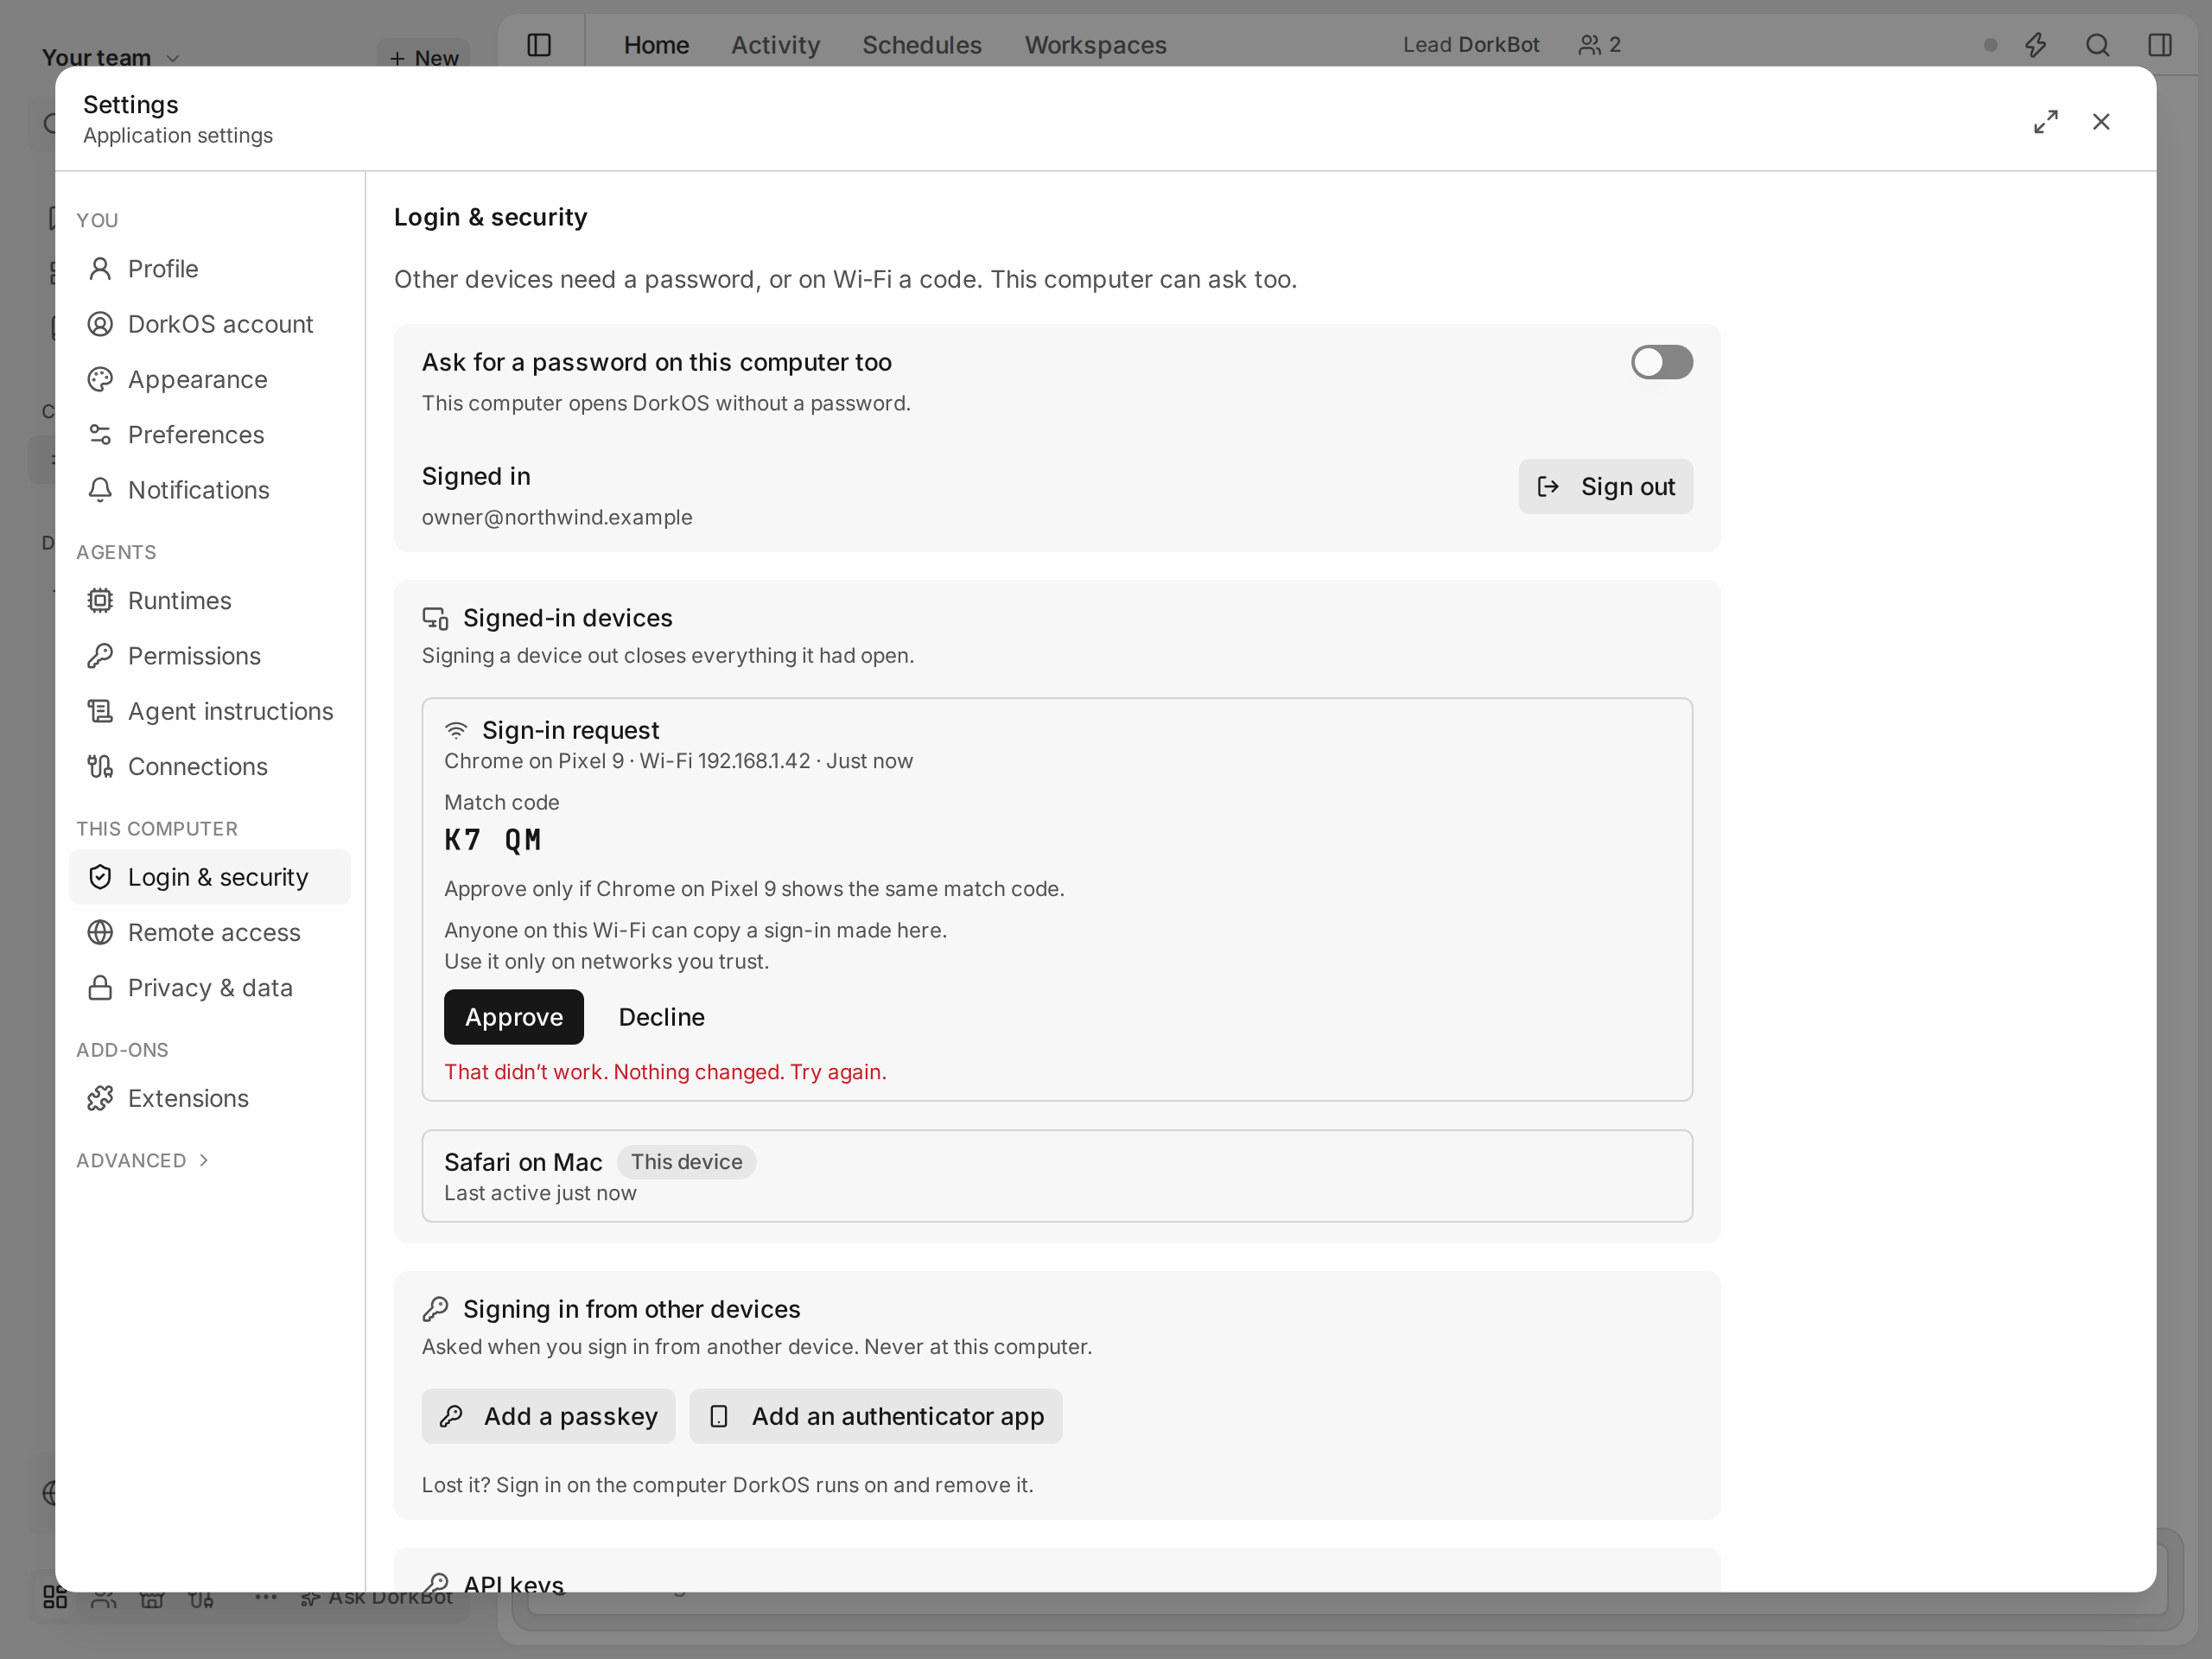 Your team
+ New
Home
Activity
Schedules
Workspaces
Lead DorkBot
2
Settings
Application settings
YOU
Profile
DorkOS account
Appearance
Preferences
Notifications
AGENTS
Runtimes
Permissions
Agent instructions
Connections
THIS COMPUTER
Login & security
Remote access
Privacy & data
ADD-ONS
Extensions
ADVANCED
Login & security
Other devices need a password, or on Wi-Fi a code. This computer can ask too.
Ask for a password on this computer too
This computer opens DorkOS without a password.
Signed in
owner@northwind.example
Sign out
Signed-in devices
Signing a device out closes everything it had open.
Sign-in request
Chrome on Pixel 9 · Wi-Fi 192.168.1.42 · Just now
Match code
K7 QM
Approve only if Chrome on Pixel 9 shows the same match code.
Anyone on this Wi-Fi can copy a sign-in made here.
Use it only on networks you trust.
Approve
Decline
That didn’t work. Nothing changed. Try again.
Safari on Mac
This device
Last active just now
Signing in from other devices
Asked when you sign in from another device. Never at this computer.
Add a passkey
Add an authenticator app
Lost it? Sign in on the computer DorkOS runs on and remove it.
API keys
Ask DorkBot